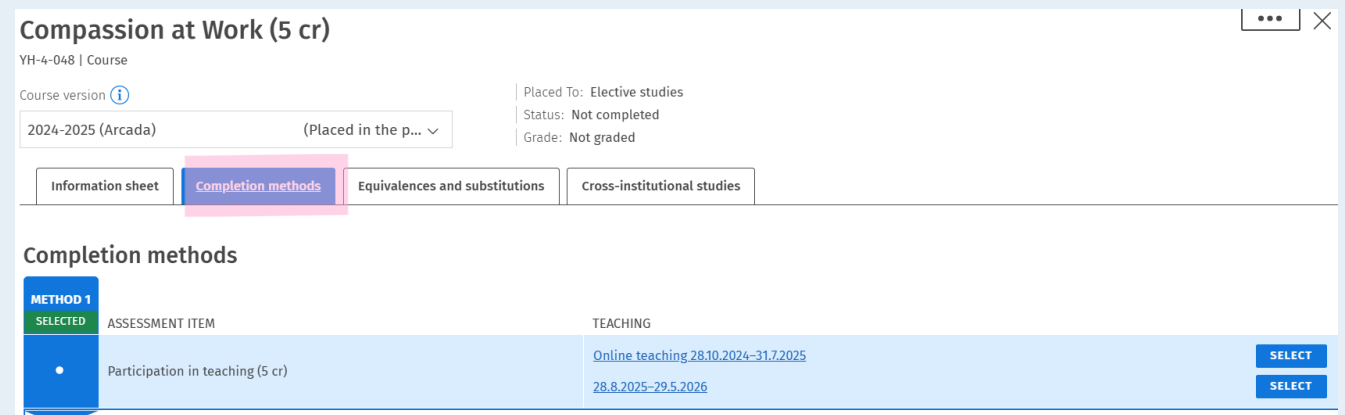 Compassion at Work (5 cr)
YH-4-048 | Course
Course version
2024-2025 (Arcada) (Placed in the p...
Placed To: Elective studies
Status: Not completed
Grade: Not graded
Information sheet Completion methods Equivalences and substitutions Cross-institutional studies
Completion methods
METHOD 1
SELECTED
ASSESSMENT ITEM TEACHING
Participation in teaching (5 cr)
Online teaching 28.10.2024–31.7.2025 SELECT
28.8.2025–29.5.2026 SELECT